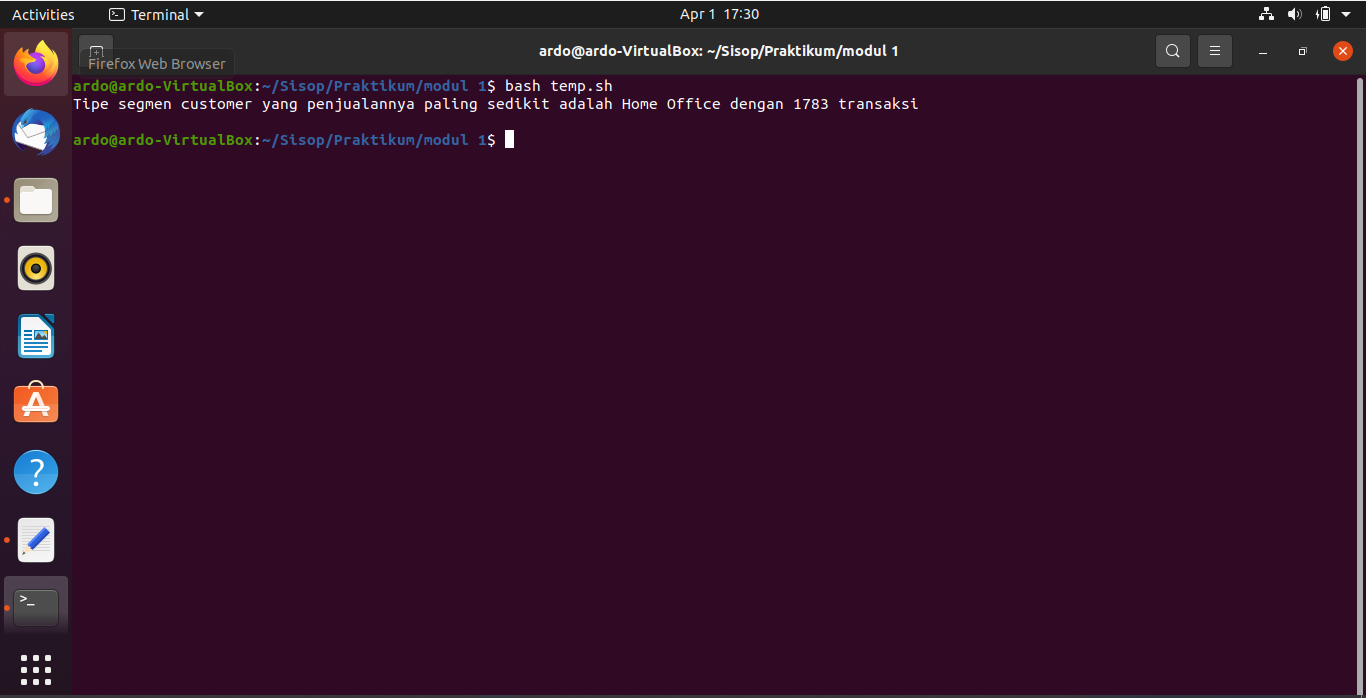 Activities
Terminal
Apr 1 17:30
ardo@ardo-VirtualBox: ~/Sisop/Praktikum/modul 1
Firefox Web Browser
ardo@ardo-VirtualBox:~/Sisop/Praktikum/modul 1$ bash temp.sh
Tipe segmen customer yang penjualannya paling sedikit adalah Home Office dengan 1783 transaksi
ardo@ardo-VirtualBox:~/Sisop/Praktikum/modul 1$